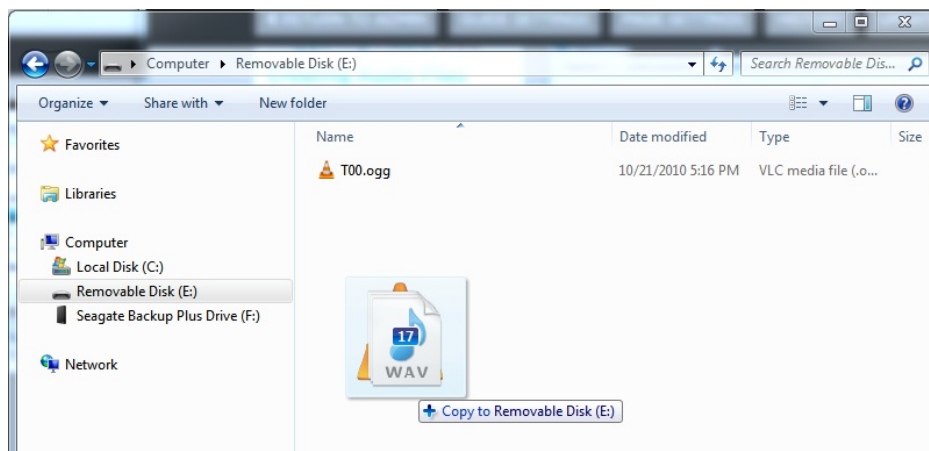 Computer Removable Disk (E:) Search Removable Dis...
Organize Share with New folder
Name Date modified Type Size
Favorites
T00.ogg 10/21/2010 5:16 PM VLC media file (.o...
Libraries
Computer
Local Disk (C:)
Removable Disk (E:)
Seagate Backup Plus Drive (F:)
Network
17
WAV
Copy to Removable Disk (E:)